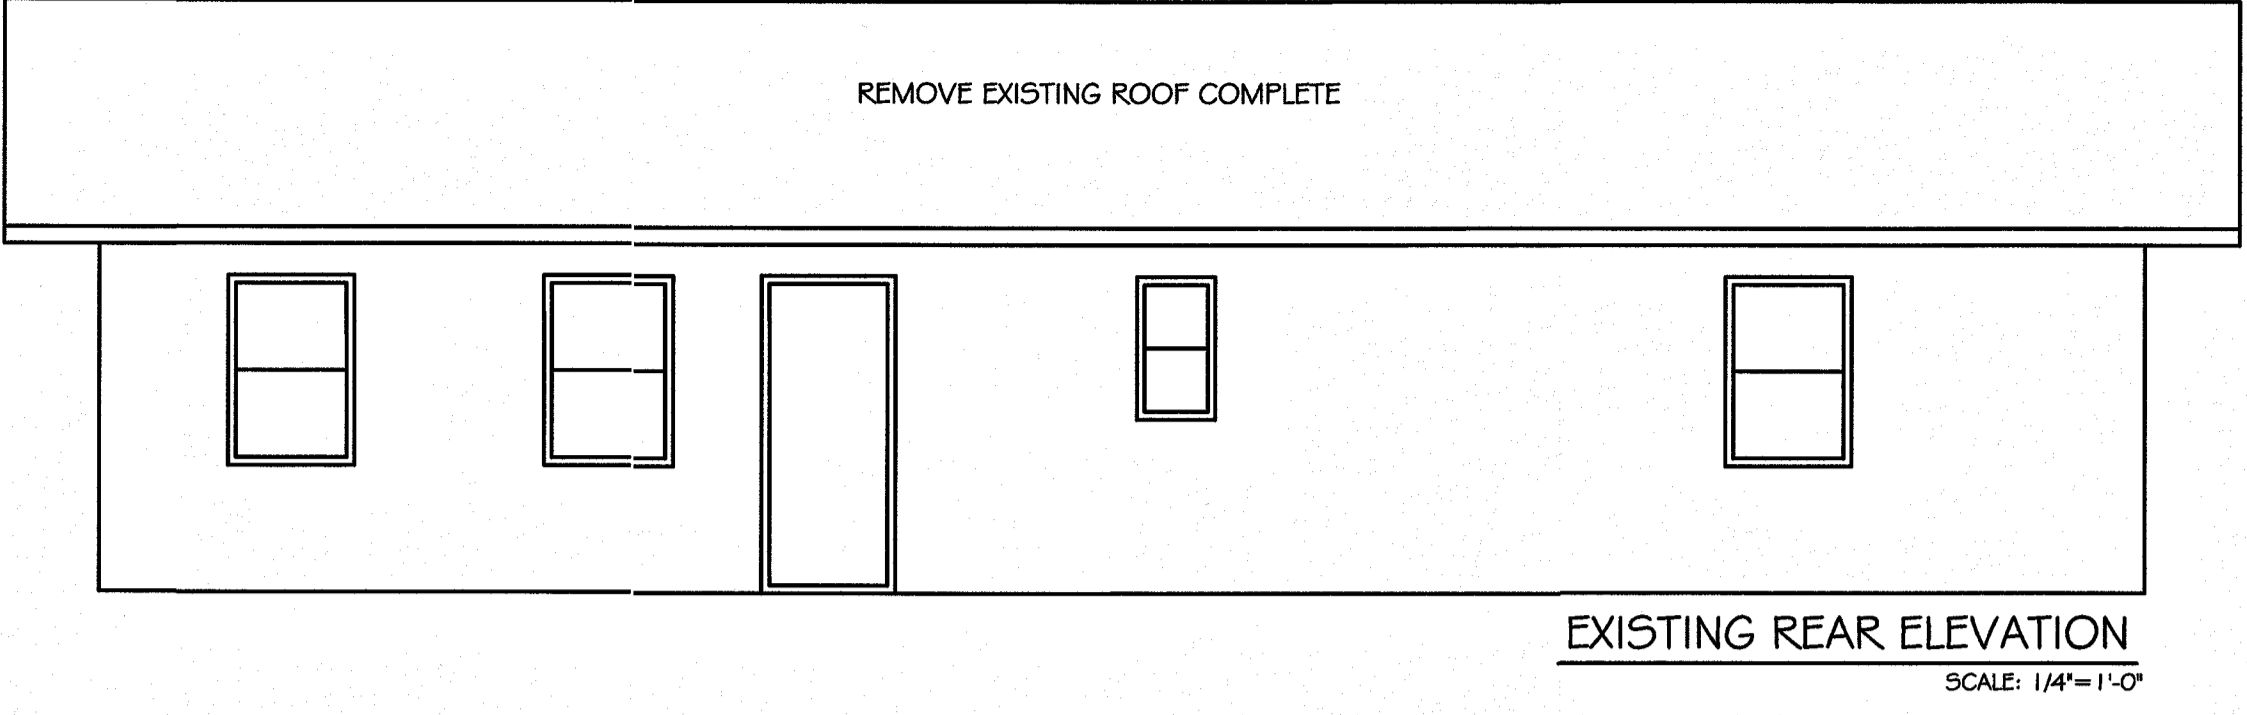 REMOVE EXISTING ROOF COMPLETE
EXISTING REAR ELEVATION
SCALE: 1/4"=1'-0"